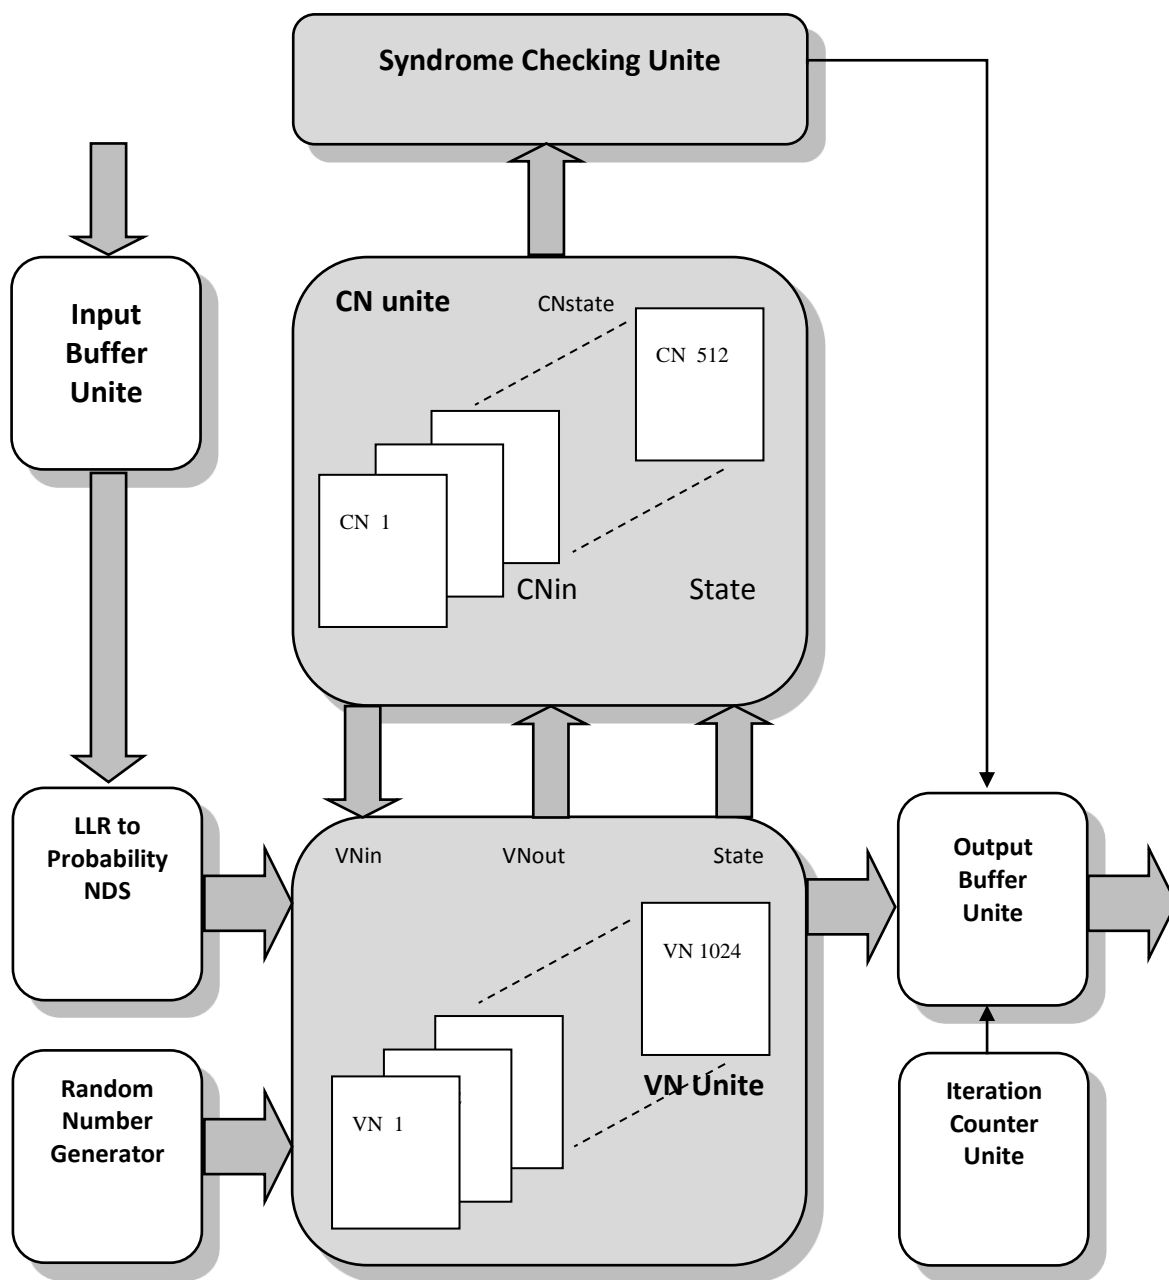 Syndrome Checking Unite
Input
Buffer
Unite
CN unite
CNstate
CN 512
CN 1
CNin
State
LLR to
Probability
NDS
VNin
VNout
State
VN 1024
VN Unite
VN 1
Output
Buffer
Unite
Random
Number
Generator
Iteration
Counter
Unite